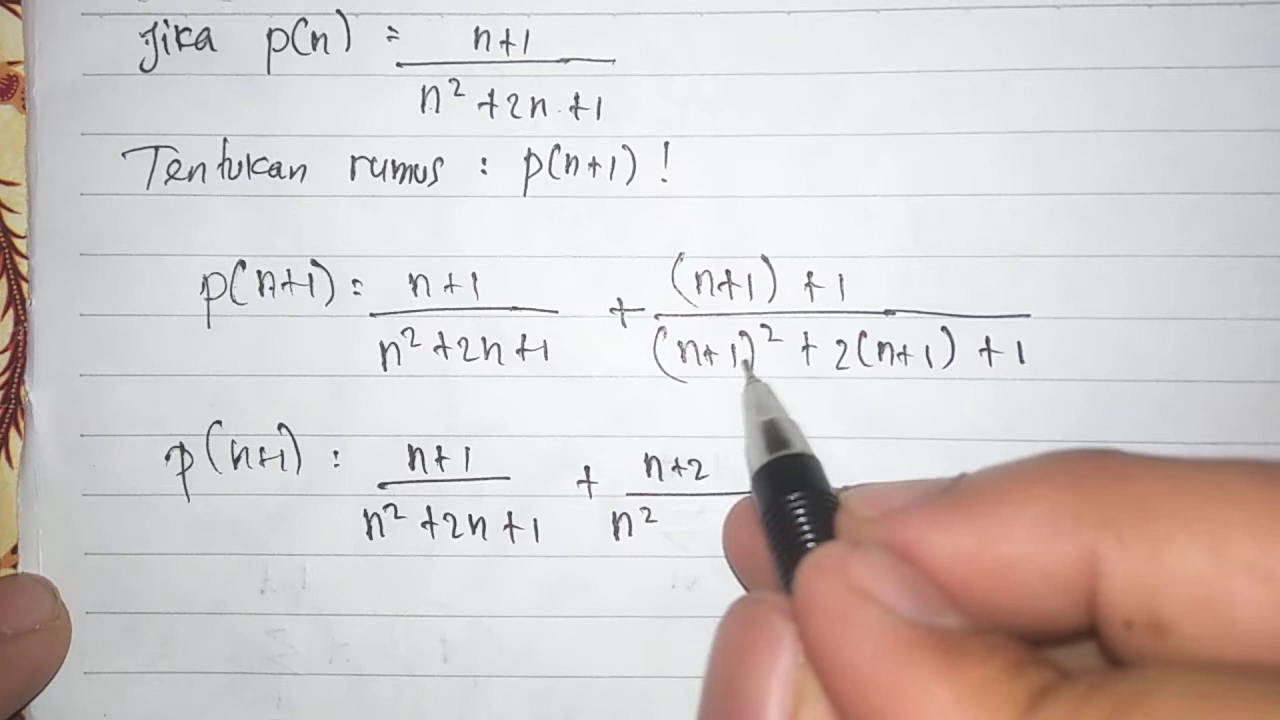 Jika p(n) = n+1 / n² + 2n + 1
Tentukan rumus : p(n+1) !
p(n+1) = n+1 / n² + 2n + 1 + (n+1) + 1 / (n+1)² + 2(n+1) + 1
p(n+1) = n+1 / n² + 2n + 1 + n+2 / n²